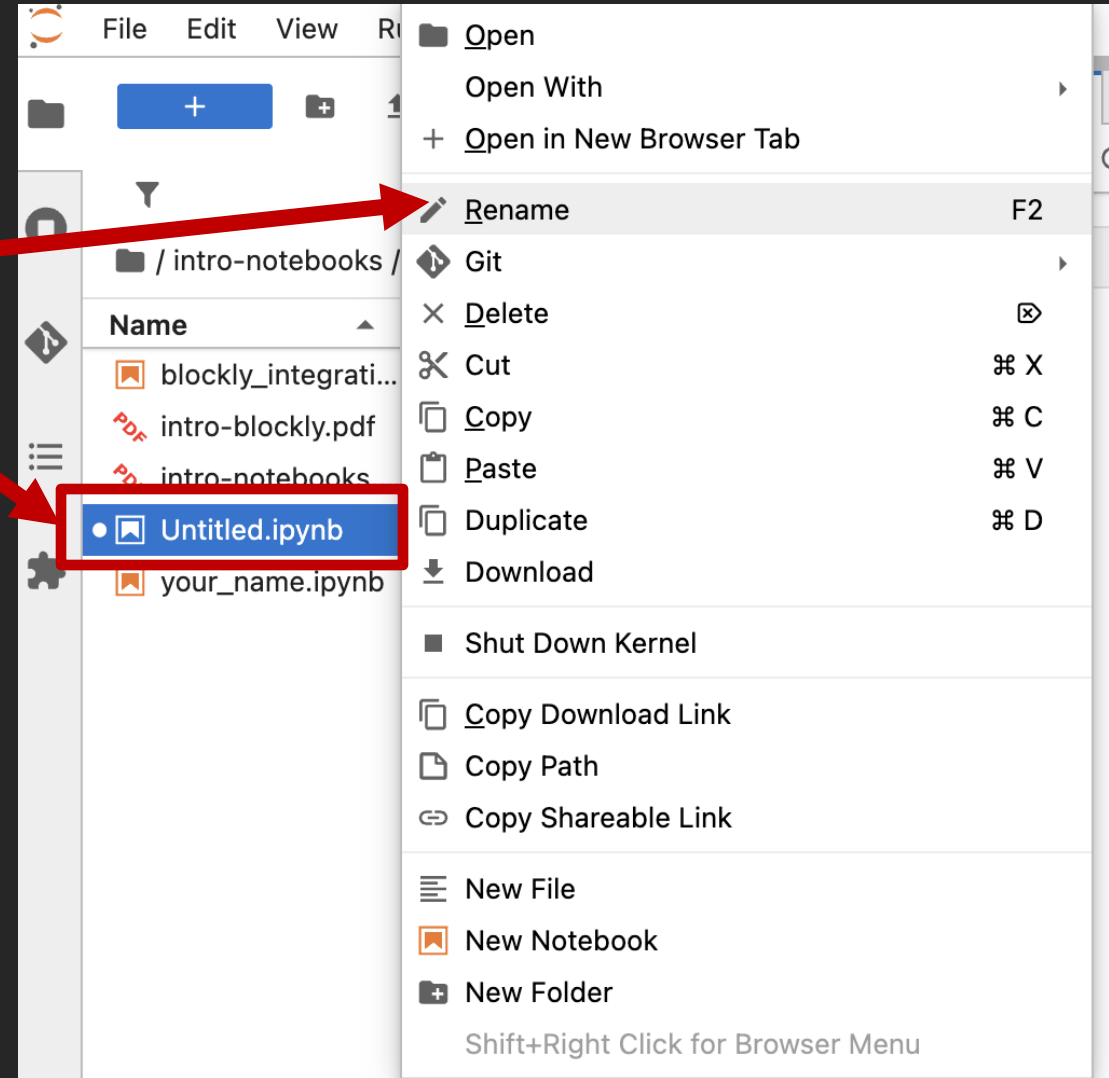 File Edit View
/ intro-notebooks /
Name
blockly_integrati...
intro-blockly.pdf
intro-notebooks
Untitled.ipynb
your_name.ipynb
Open
Open With
Open in New Browser Tab
Rename F2
Git
Delete
Cut ⌘ X
Copy ⌘ C
Paste ⌘ V
Duplicate ⌘ D
Download
Shut Down Kernel
Copy Download Link
Copy Path
Copy Shareable Link
New File
New Notebook
New Folder
Shift+Right Click for Browser Menu